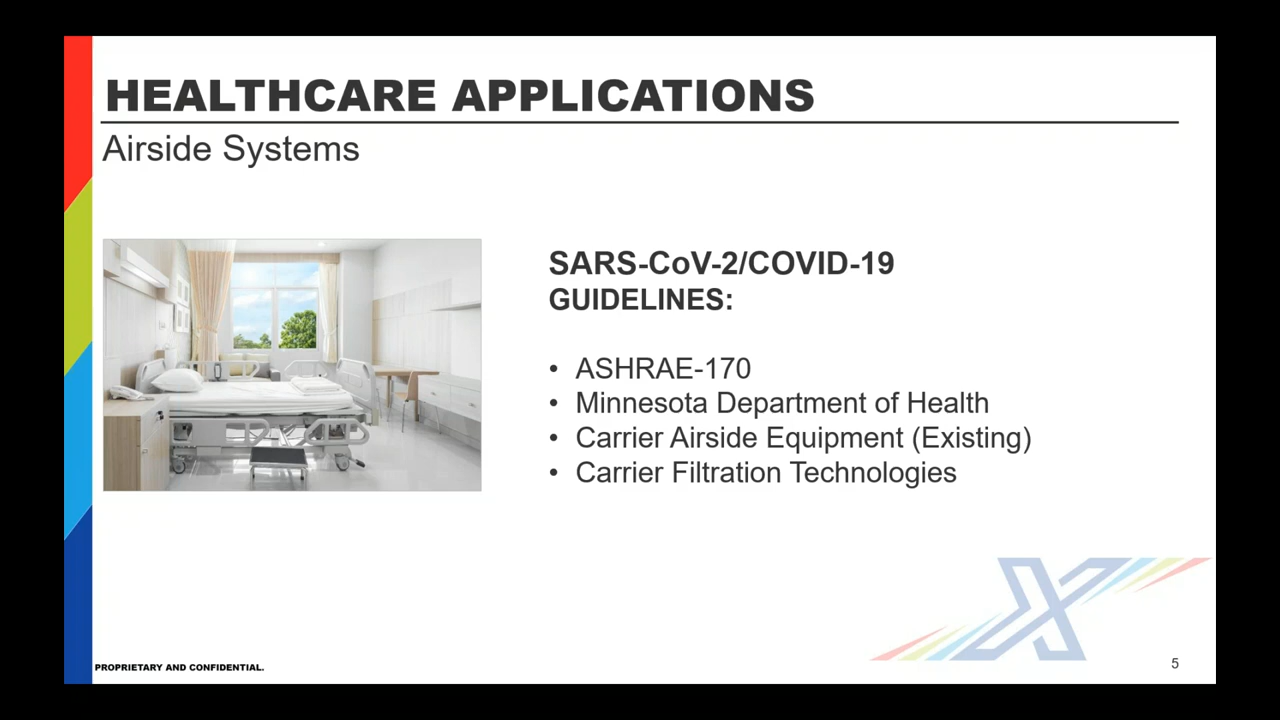 HEALTHCARE APPLICATIONS
Airside Systems
SARS-CoV-2/COVID-19
GUIDELINES:
• ASHRAE-170
• Minnesota Department of Health
• Carrier Airside Equipment (Existing)
• Carrier Filtration Technologies
X
PROPRIETARY AND CONFIDENTIAL.
5